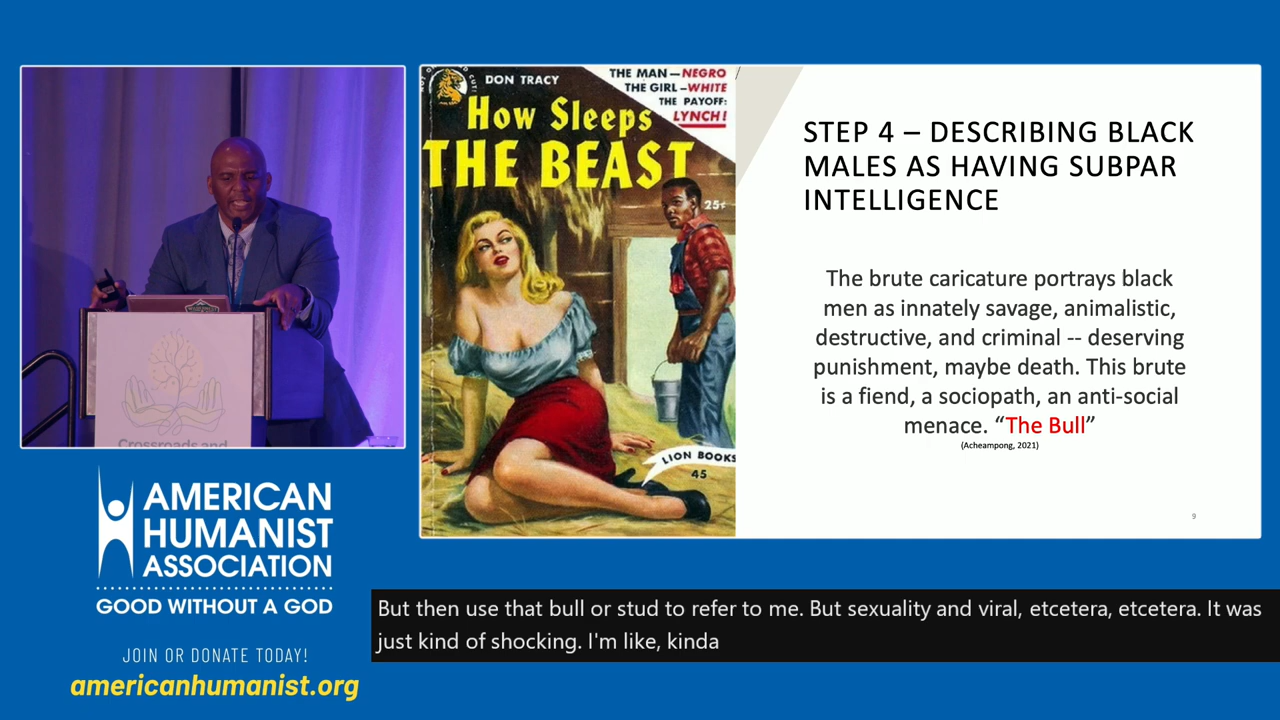 DON TRACY
THE MAN—NEGRO
THE GIRL—WHITE
THE PAYOFF:
LYNCH!
How Sleeps
THE BEAST
25¢
LION BOOKS
45
STEP 4 – DESCRIBING BLACK
MALES AS HAVING SUBPAR
INTELLIGENCE
The brute caricature portrays black
men as innately savage, animalistic,
destructive, and criminal -- deserving
punishment, maybe death. This brute
is a fiend, a sociopath, an anti-social
menace. “The Bull”
(Acheampong, 2021)
9
Crossroads and
AMERICAN
HUMANIST
ASSOCIATION
GOOD WITHOUT A GOD
JOIN OR DONATE TODAY!
americanhumanist.org
But then use that bull or stud to refer to me. But sexuality and viral, etcetera, etcetera. It was
just kind of shocking. I'm like, kinda